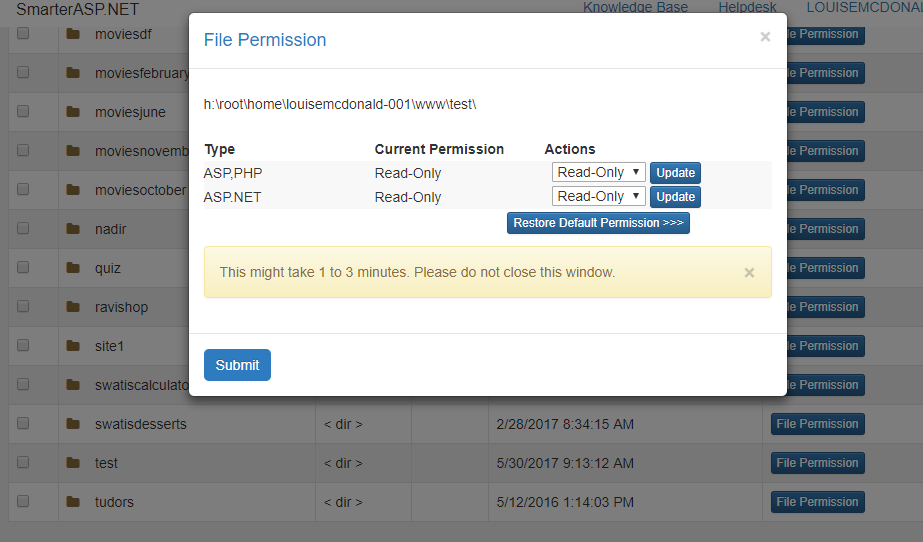 SmarterASP.NET
Knowledge Base Helpdesk LOUISEMCDONAL
File Permission ×
h:\root\home\louisemcdonald-001\www\test\
Type Current Permission Actions
ASP,PHP Read-Only Read-Only Update
ASP.NET Read-Only Read-Only Update
Restore Default Permission >>>
This might take 1 to 3 minutes. Please do not close this window. ×
Submit
moviesdf le Permission
moviesfebruary le Permission
moviesjune le Permission
moviesnovemb le Permission
moviesoctober le Permission
nadir le Permission
quiz le Permission
ravishop le Permission
site1 le Permission
swatiscalculato le Permission
swatisdesserts < dir > 2/28/2017 8:34:15 AM File Permission
test < dir > 5/30/2017 9:13:12 AM File Permission
tudors < dir > 5/12/2016 1:14:03 PM File Permission